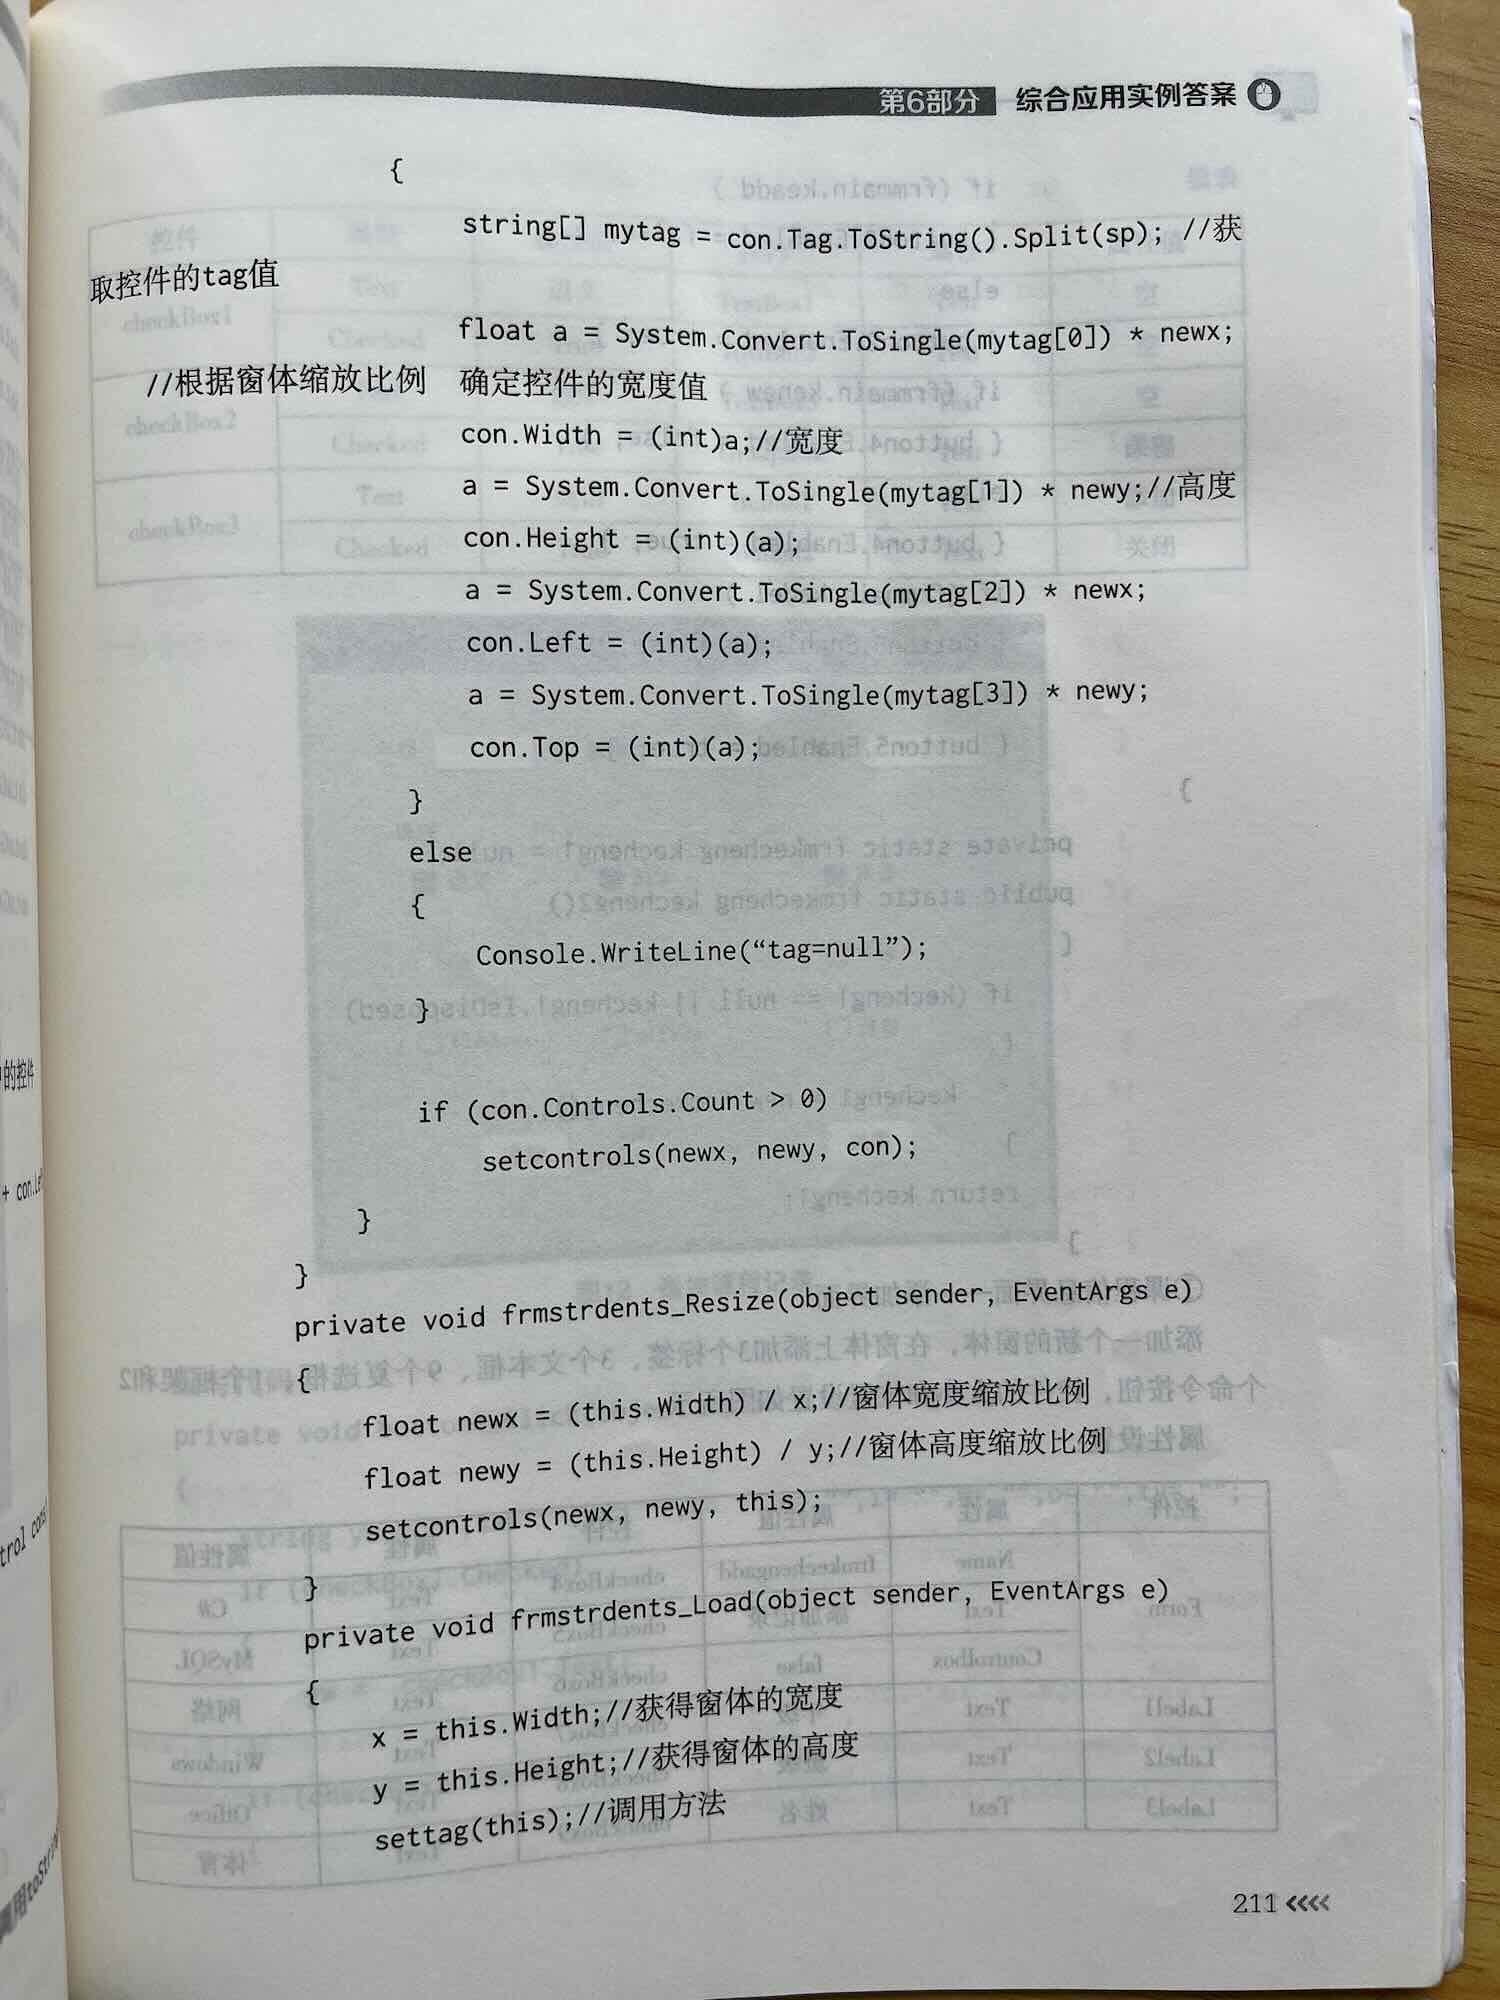 第6部分 综合应用实例答案
{
string[] mytag = con.Tag.ToString().Split(sp); //获
取控件的tag值
float a = System.Convert.ToSingle(mytag[0]) * newx;
//根据窗体缩放比例 确定控件的宽度值
con.Width = (int)a;//宽度
a = System.Convert.ToSingle(mytag[1]) * newy;//高度
con.Height = (int)(a);
a = System.Convert.ToSingle(mytag[2]) * newx;
con.Left = (int)(a);
a = System.Convert.ToSingle(mytag[3]) * newy;
con.Top = (int)(a);
}
else
{
Console.WriteLine(“tag=null”);
}
if (con.Controls.Count > 0)
setcontrols(newx, newy, con);
}
}
private void frmstrdents_Resize(object sender, EventArgs e)
{
float newx = (this.Width) / x;//窗体宽度缩放比例
float newy = (this.Height) / y;//窗体高度缩放比例
setcontrols(newx, newy, this);
}
private void frmstrdents_Load(object sender, EventArgs e)
{
x = this.Width;//获得窗体的宽度
y = this.Height;//获得窗体的高度
settag(this);//调用方法
211